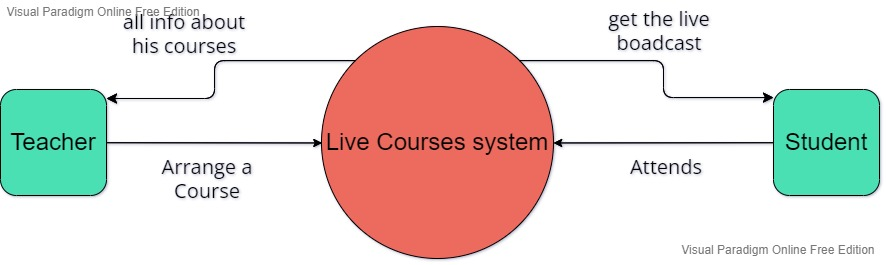 Visual Paradigm Online Free Edition
all info about
his courses
get the live
boadcast
Teacher
Live Courses system
Student
Arrange a
Course
Attends
Visual Paradigm Online Free Edition